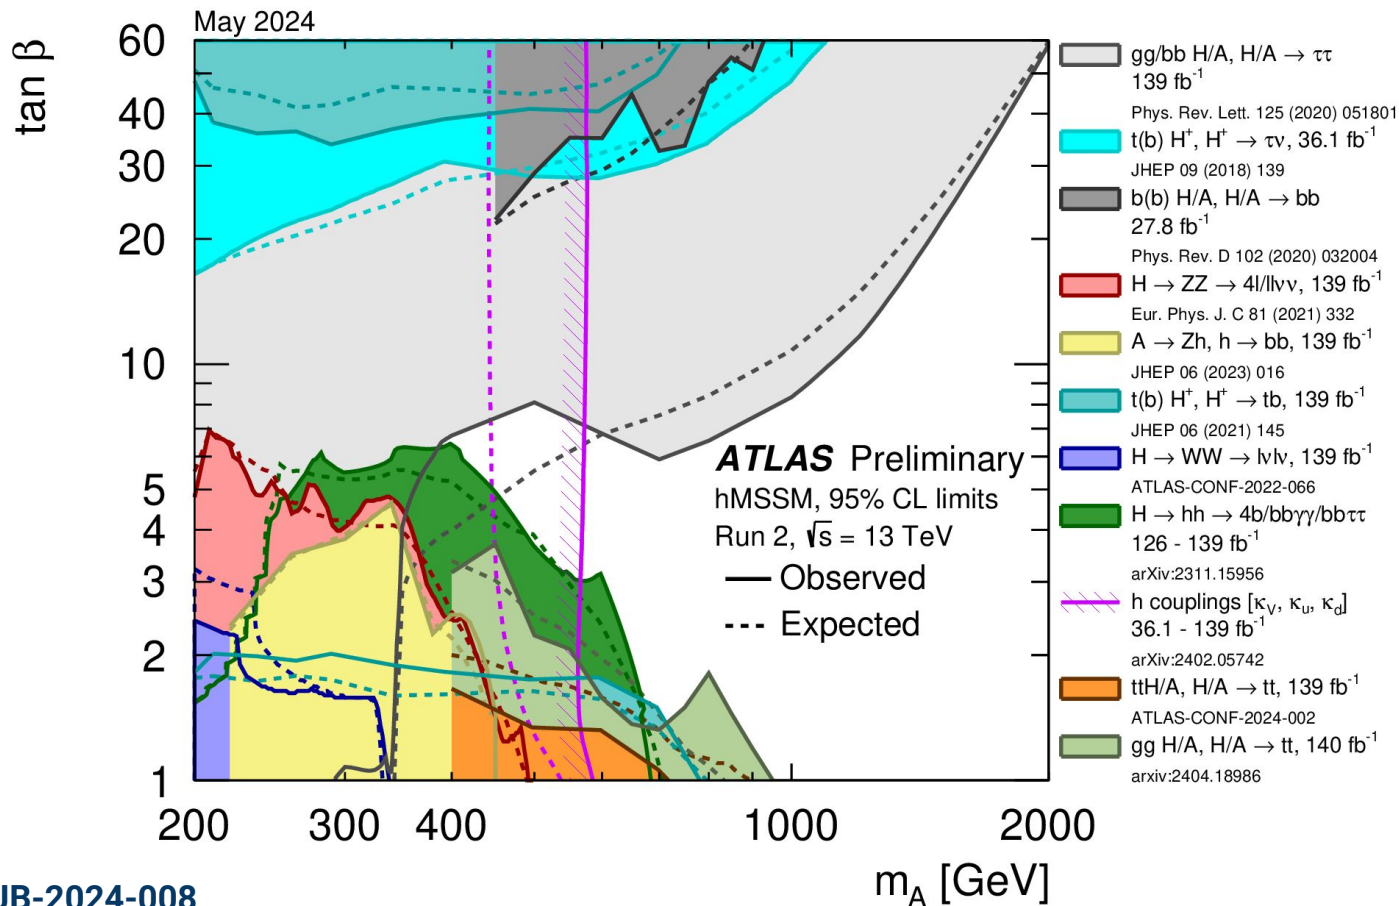 May 2024
tan β
60
40
30
20
10
5
4
3
2
1
200
300
400
1000
2000
m_A [GeV]
ATLAS Preliminary
hMSSM, 95% CL limits
Run 2, √s = 13 TeV
Observed
Expected
gg/bb H/A, H/A → ττ
139 fb⁻¹
Phys. Rev. Lett. 125 (2020) 051801
t(b) H⁺, H⁺ → τν, 36.1 fb⁻¹
JHEP 09 (2018) 139
b(b) H/A, H/A → bb
27.8 fb⁻¹
Phys. Rev. D 102 (2020) 032004
H → ZZ → 4l/llνν, 139 fb⁻¹
Eur. Phys. J. C 81 (2021) 332
A → Zh, h → bb, 139 fb⁻¹
JHEP 06 (2023) 016
t(b) H⁺, H⁺ → tb, 139 fb⁻¹
JHEP 06 (2021) 145
H → WW → lνlν, 139 fb⁻¹
ATLAS-CONF-2022-066
H → hh → 4b/bbγγ/bbττ
126 - 139 fb⁻¹
arXiv:2311.15956
h couplings [κ_V, κ_u, κ_d]
36.1 - 139 fb⁻¹
arXiv:2402.05742
ttH/A, H/A → tt, 139 fb⁻¹
ATLAS-CONF-2024-002
gg H/A, H/A → tt, 140 fb⁻¹
arxiv:2404.18986
UB-2024-008